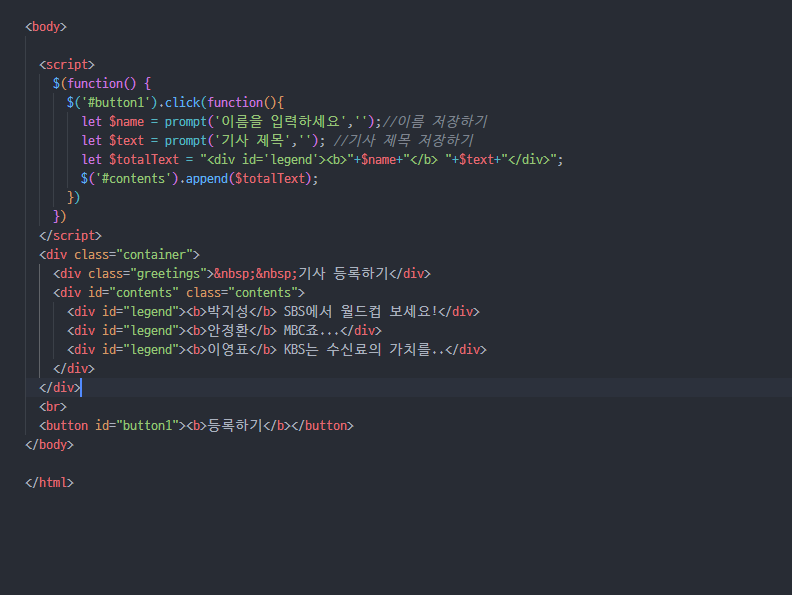 <body>
<script>
$(function() {
$('#button1').click(function(){
let $name = prompt('이름을 입력하세요','');//이름 저장하기
let $text = prompt('기사 제목',''); //기사 제목 저장하기
let $totalText = "<div id='legend'><b>"+$name+"</b> "+$text+"</div>";
$('#contents').append($totalText);
})
})
</script>
<div class="container">
<div class="greetings">&nbsp;&nbsp;기사 등록하기</div>
<div id="contents" class="contents">
<div id="legend"><b>박지성</b> SBS에서 월드컵 보세요!</div>
<div id="legend"><b>안정환</b> MBC죠...</div>
<div id="legend"><b>이영표</b> KBS는 수신료의 가치를..</div>
</div>
</div>
<br>
<button id="button1"><b>등록하기</b></button>
</body>
</html>